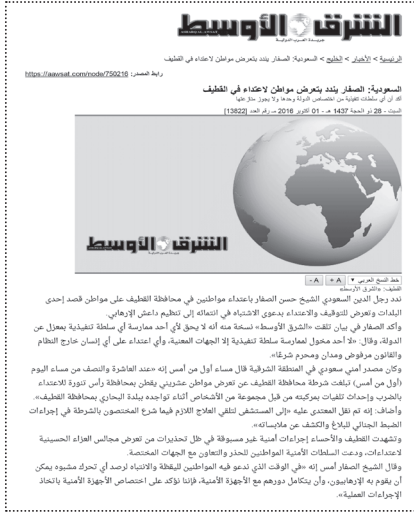 الشرق الأوسط
جريدة العرب الدولية
الرئيسية > الأخبار > الخليج > السعودية: الصفار يندد بتعرض مواطن لاعتداء في القطيف
رابط المصدر: https://aawsat.com/node/750216
السعودية: الصفار يندد بتعرض مواطن لاعتداء في القطيف
أكد أن أي سلطات تنفيذية من اختصاص الدولة وحدها ولا يجوز منازعتها
السبت - 28 ذو الحجة 1437 هـ - 01 أكتوبر 2016 مـ رقم العدد [13822]
الشرق الأوسط
خط النسخ العربي A + A -
القطيف: «الشرق الأوسط»
ندد رجل الدين السعودي الشيخ حسن الصفار باعتداء مواطنين في محافظة القطيف على مواطن قصد إحدى
البلدات وتعرض للتوقيف والاعتداء بدعوى الاشتباه في انتمائه إلى تنظيم داعش الإرهابي.
وأكد الصفار في بيان تلقت «الشرق الأوسط» نسخة منه أنه لا يحق لأي أحد ممارسة أي سلطة تنفيذية بمعزل عن
الدولة، وقال: «لا أحد مخول لممارسة سلطة تنفيذية إلا الجهات المعنية، وأي اعتداء على أي إنسان خارج النظام
والقانون مرفوض ومدان ومحرم شرعًا».
وكان مصدر أمني سعودي في المنطقة الشرقية قال مساء أول من أمس إنه «عند العاشرة والنصف من مساء اليوم
(أول من أمس) تبلغت شرطة محافظة القطيف عن تعرض مواطن عشريني يقطن بمحافظة رأس تنورة للاعتداء
بالضرب وإحداث تلفيات بمركبته من قبل مجموعة من الأشخاص أثناء تواجده ببلدة البحاري بمحافظة القطيف».
وأضاف: إنه تم نقل المعتدى عليه «إلى المستشفى لتلقي العلاج اللازم فيما شرع المختصون بالشرطة في إجراءات
الضبط الجنائي للبلاغ والكشف عن ملابساته».
وتشهدت القطيف والأحساء إجراءات أمنية غير مسبوقة في ظل تحذيرات من تعرض مجالس العزاء الحسينية
لاعتداءات، ودعت السلطات الأمنية المواطنين للحذر والتعاون مع الجهات المختصة.
وقال الشيخ الصفار أمس إنه «في الوقت الذي ندعو فيه المواطنين لليقظة والانتباه لرصد أي تحرك مشبوه يمكن
أن يقوم به الإرهابيون، وأن يتكامل دورهم مع الأجهزة الأمنية، فإننا نؤكد على اختصاص الأجهزة الأمنية باتخاذ
الإجراءات العملية».